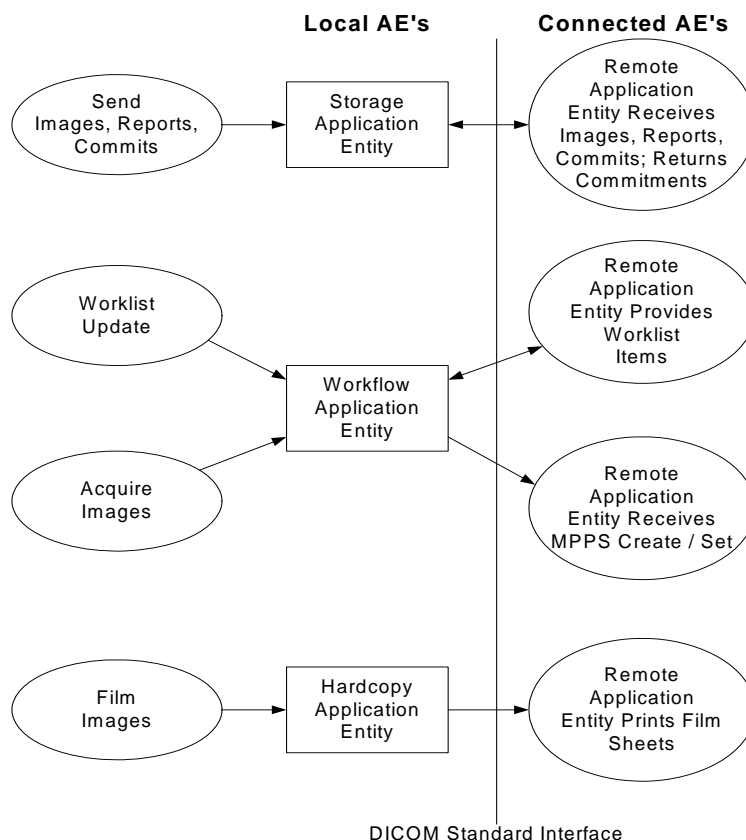 Local AE's
Connected AE's
Send
Images, Reports,
Commits
Storage
Application
Entity
Remote
Application
Entity Receives
Images, Reports,
Commits; Returns
Commitments
Worklist
Update
Remote
Application
Entity Provides
Worklist
Items
Workflow
Application
Entity
Acquire
Images
Remote
Application
Entity Receives
MPPS Create / Set
Film
Images
Hardcopy
Application
Entity
Remote
Application
Entity Prints Film
Sheets
DICOM Standard Interface